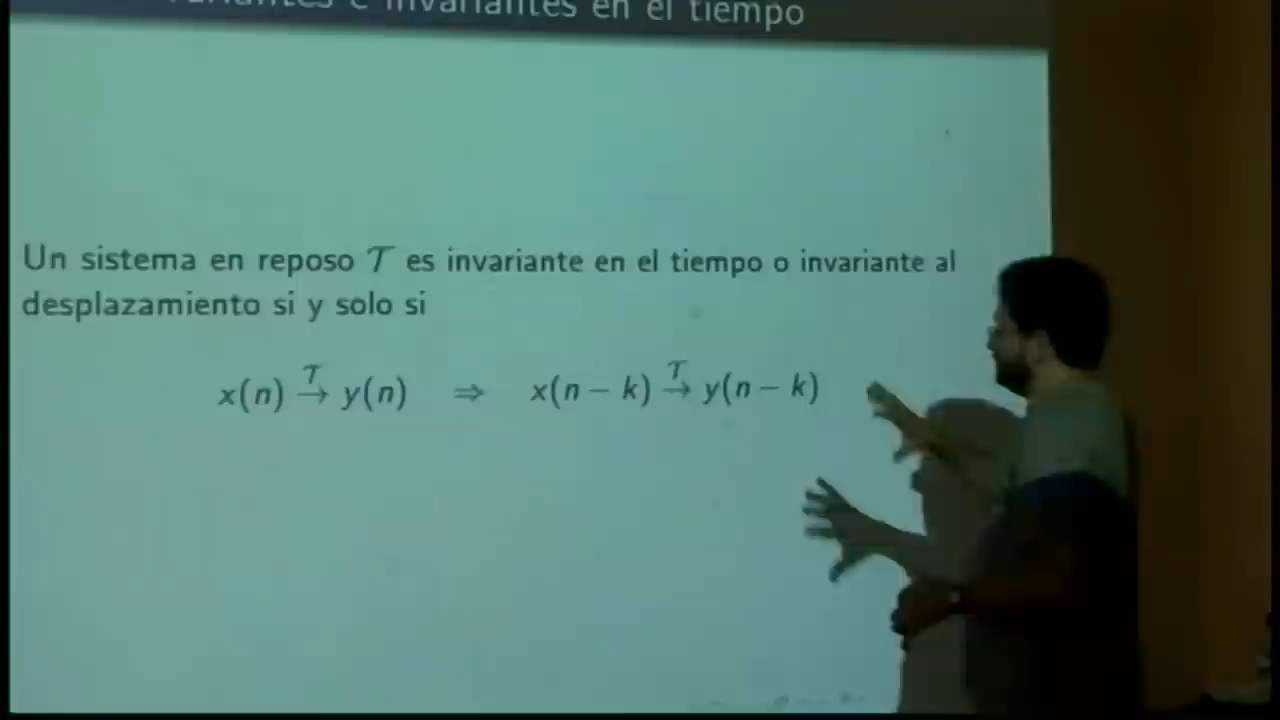 e invariantes en el tiempo
Un sistema en reposo 𝒯 es invariante en el tiempo o invariante al
desplazamiento si y solo si
x(n) 𝒯→ y(n) ⇒ x(n − k) 𝒯→ y(n − k)